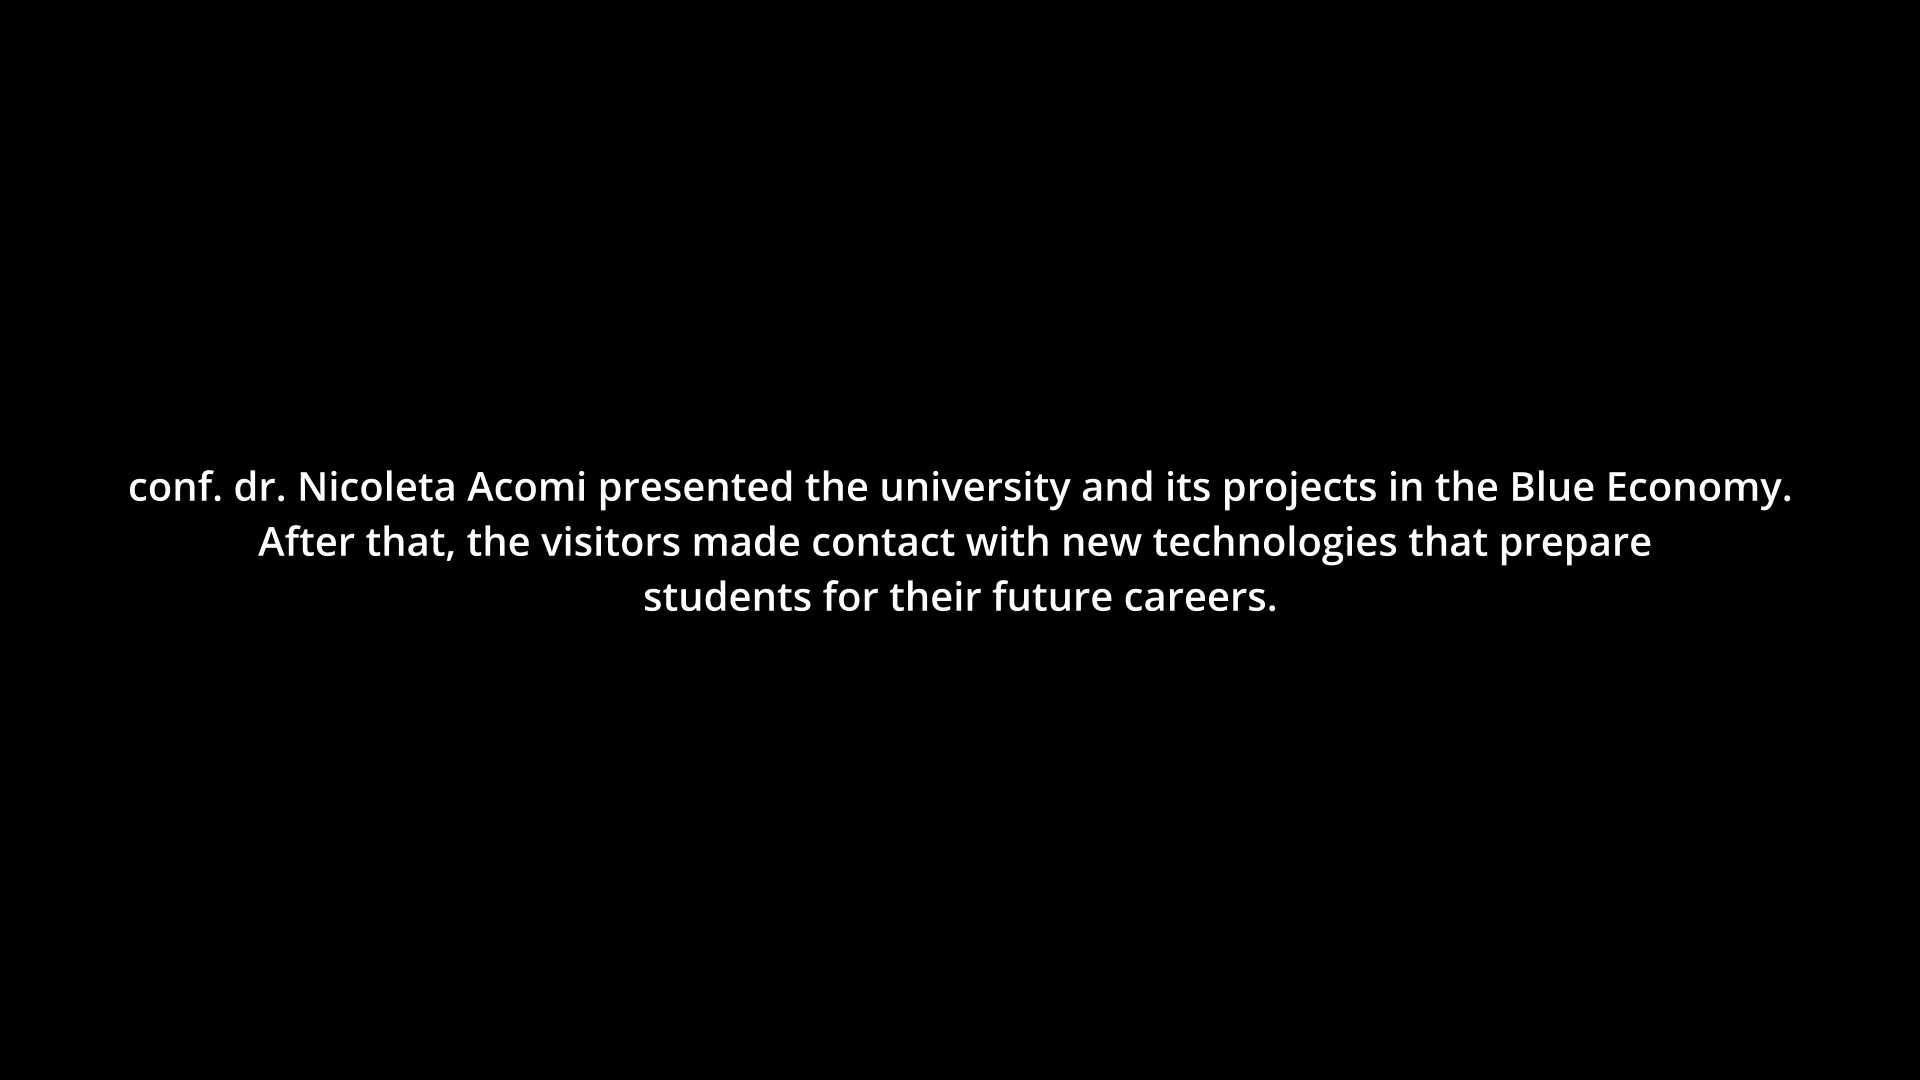 conf. dr. Nicoleta Acomi presented the university and its projects in the Blue Economy.
After that, the visitors made contact with new technologies that prepare
students for their future careers.